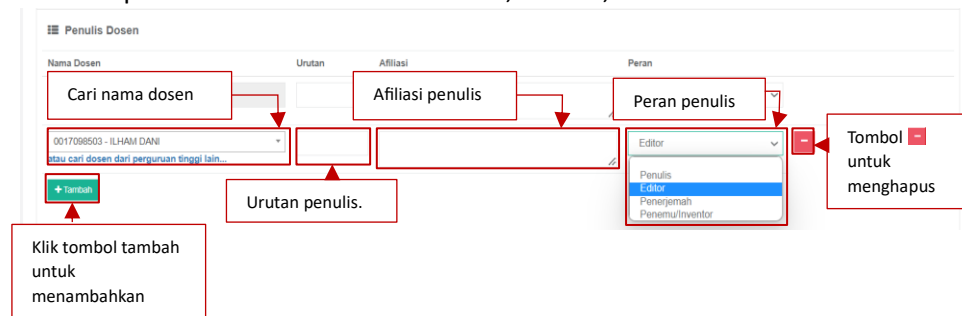 Penulis Dosen
Nama Dosen Urutan Afiliasi Peran
Cari nama dosen
Afiliasi penulis
Peran penulis
0017098503 - ILHAM DANI
atau cari dosen dari perguruan tinggi lain...
Editor
Penulis
Editor
Penerjemah
Penemu/Inventor
-
Tombol -
untuk
menghapus
+Tambah
Urutan penulis.
Klik tombol tambah
untuk
menambahkan